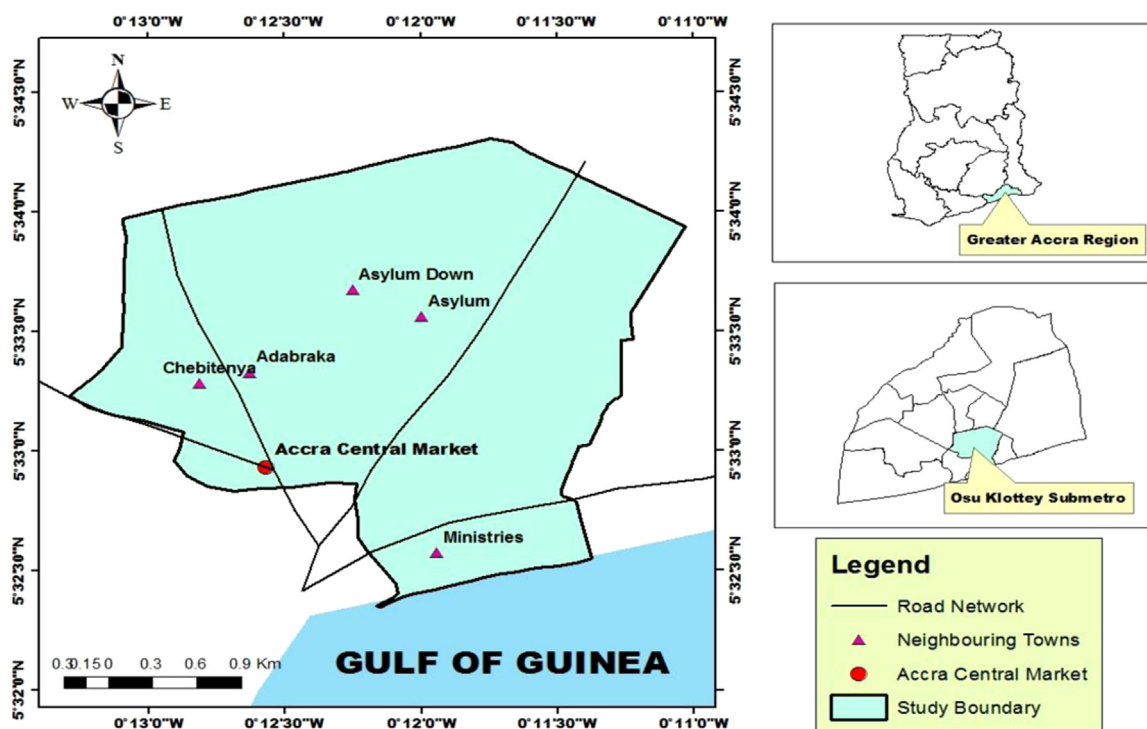 0°13'0"W 0°12'30"W 0°12'0"W 0°11'30"W 0°11'0"W
N
W E
S
5°34'30"N
5°34'0"N
5°33'30"N
5°33'0"N
5°32'30"N
5°32'0"N
5°34'30"N
5°34'0"N
5°33'30"N
5°33'0"N
5°32'30"N
5°32'0"N
Asylum Down
Asylum
Adabraka
Chebitenya
Accra Central Market
Ministries
GULF OF GUINEA
0.3 0.15 0 0.3 0.6 0.9 Km
0°13'0"W 0°12'30"W 0°12'0"W 0°11'30"W 0°11'0"W
Greater Accra Region
Osu Klottey Submetro
Legend
Road Network
Neighbouring Towns
Accra Central Market
Study Boundary